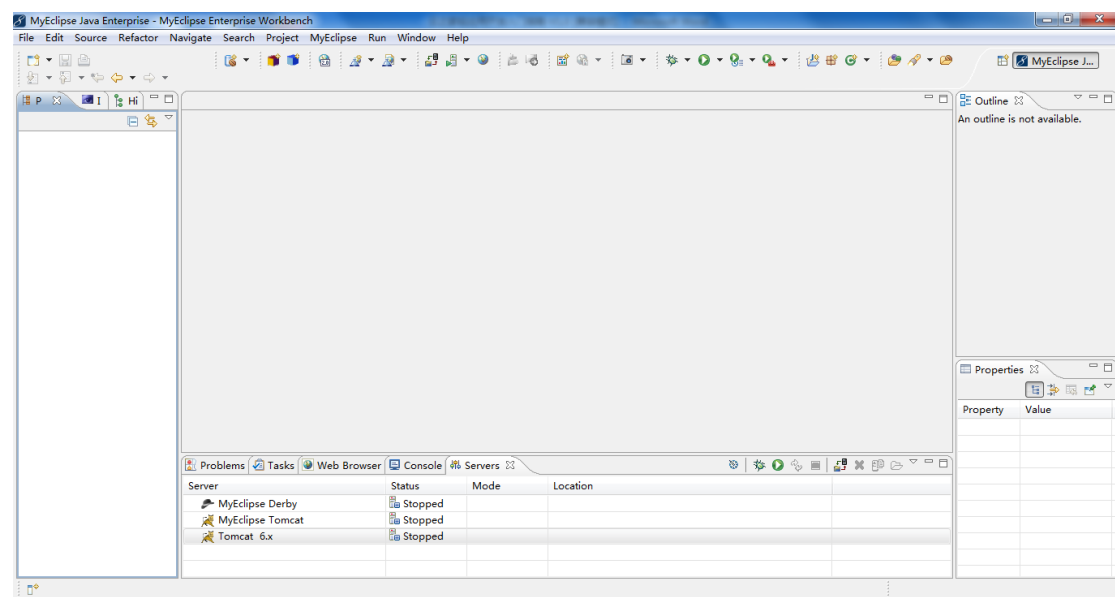 MyEclipse Java Enterprise - MyEclipse Enterprise Workbench
File Edit Source Refactor Navigate Search Project MyEclipse Run Window Help
MyEclipse J...
P I Hi
Outline
An outline is not available.
Properties
Property Value
Problems Tasks Web Browser Console Servers
Server Status Mode Location
MyEclipse Derby Stopped
MyEclipse Tomcat Stopped
Tomcat 6.x Stopped